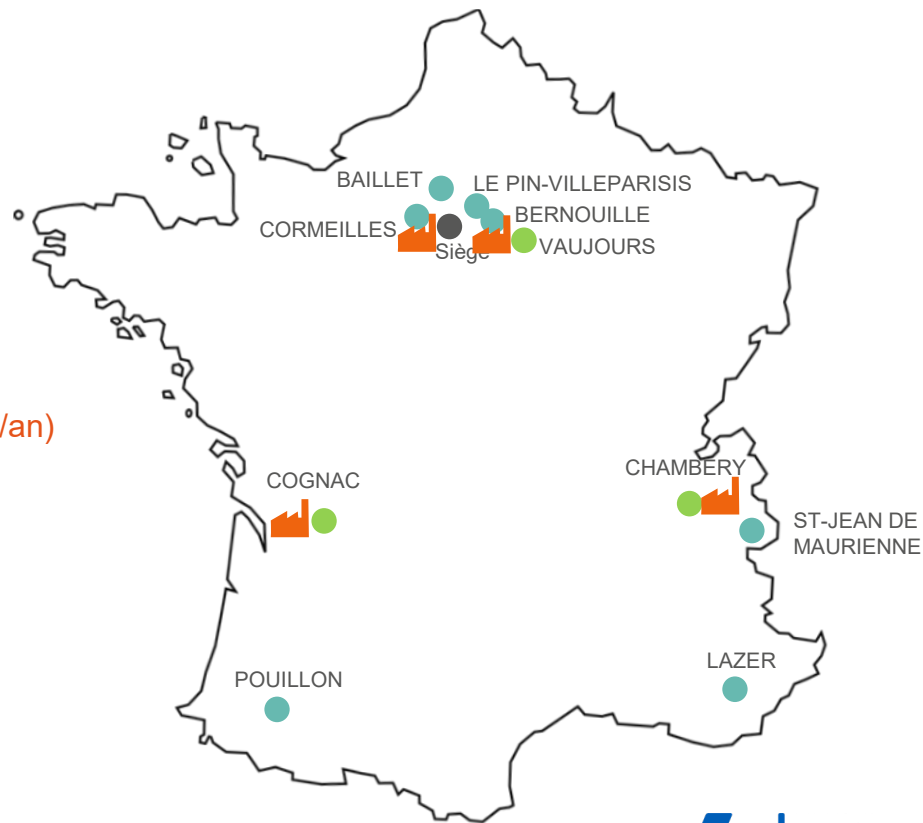 BAILLET
LE PIN-VILLEPARISIS
CORMEILLES
BERNOUILLE
Siège
VAUJOURS
/an)
COGNAC
CHAMBERY
ST-JEAN DE
MAURIENNE
LAZER
POUILLON